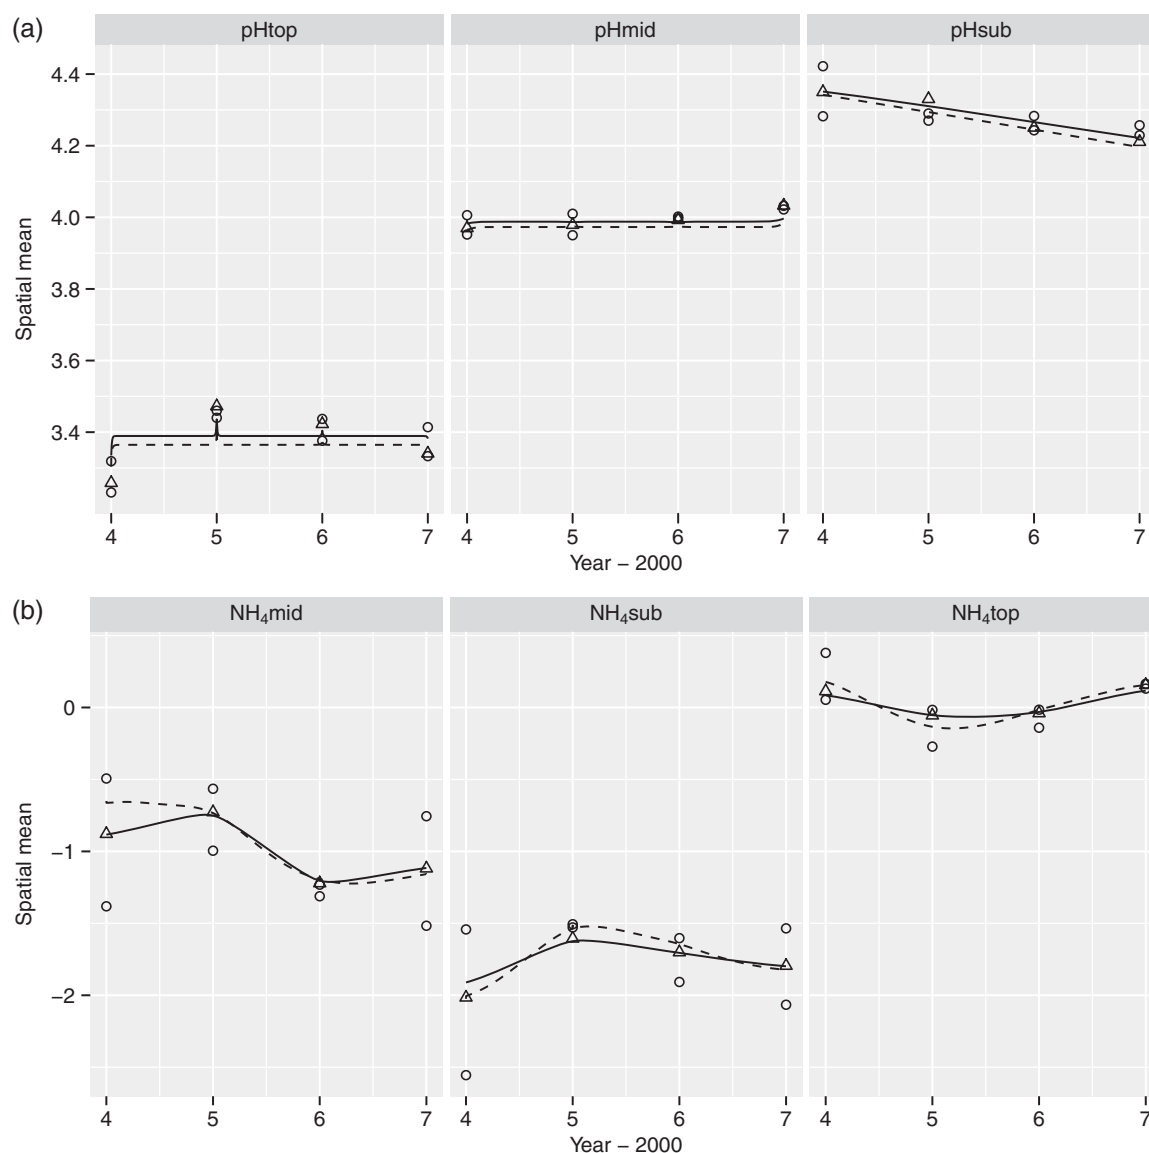 (a)
pHtop pHmid pHsub
4.4
4.2
4.0
3.8
3.6
3.4
Spatial mean
4 5 6 7 4 5 6 7 4 5 6 7
Year – 2000
(b)
NH₄mid NH₄sub NH₄top
0
–1
–2
Spatial mean
4 5 6 7 4 5 6 7 4 5 6 7
Year – 2000